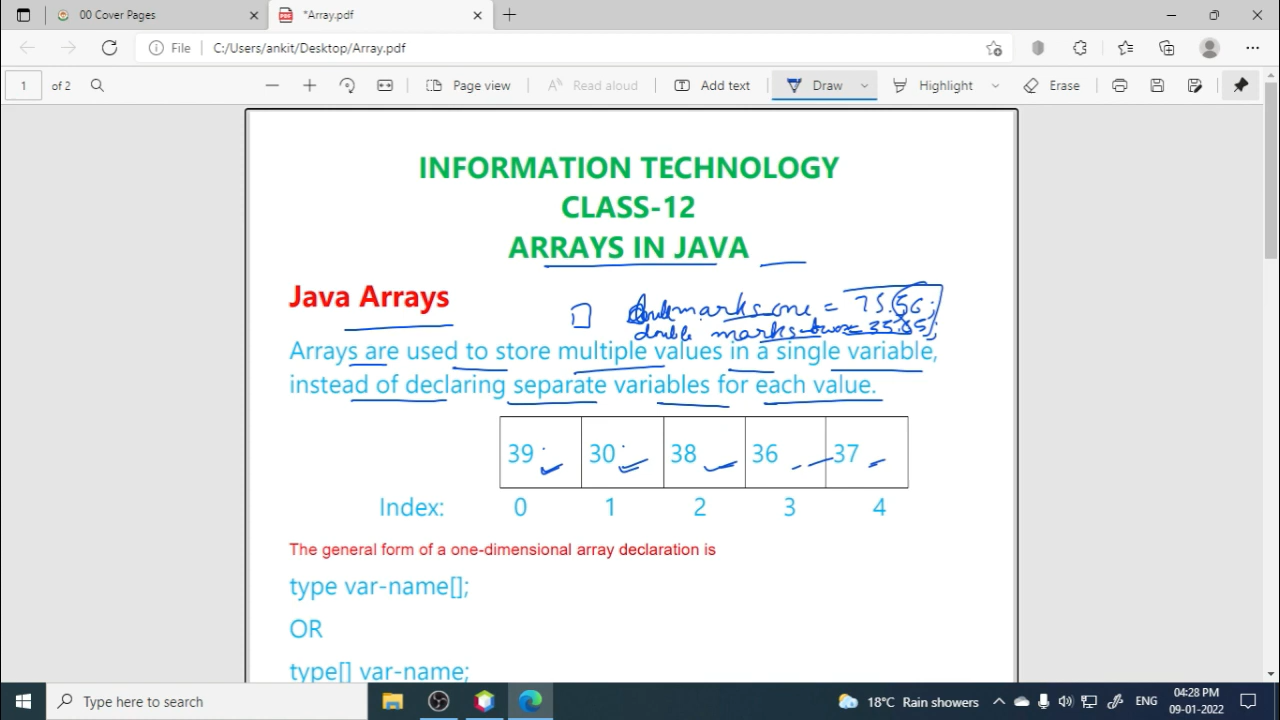 00 Cover Pages
*Array.pdf
File C:/Users/ankit/Desktop/Array.pdf
1 of 2
Page view
Read aloud
Add text
Draw
Highlight
Erase
INFORMATION TECHNOLOGY
CLASS-12
ARRAYS IN JAVA
Java Arrays
double marks one = 75.56;
double marks two = 35.85;
Arrays are used to store multiple values in a single variable,
instead of declaring separate variables for each value.
39 30 38 36 37
Index: 0 1 2 3 4
The general form of a one-dimensional array declaration is
type var-name[];
OR
type[] var-name;
Type here to search
18°C Rain showers
ENG
04:28 PM
09-01-2022